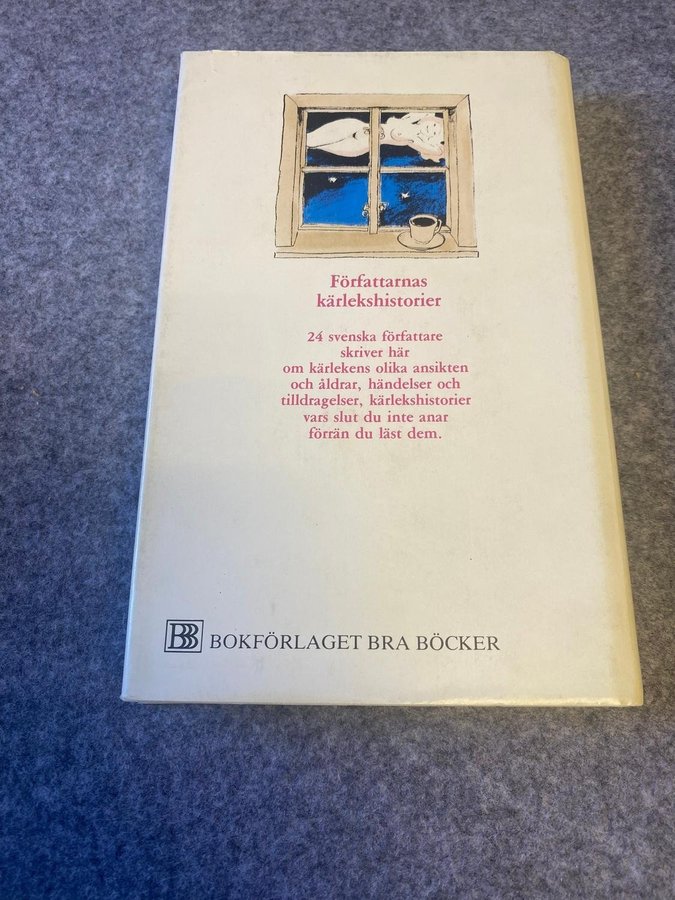 Författarnas
kärlekshistorier
24 svenska författare
skriver här
om kärlekens olika ansikten
och åldrar, händelser och
tilldragelser, kärlekshistorier
vars slut du inte anar
förrän du läst dem.
BBB BOKFÖRLAGET BRA BÖCKER